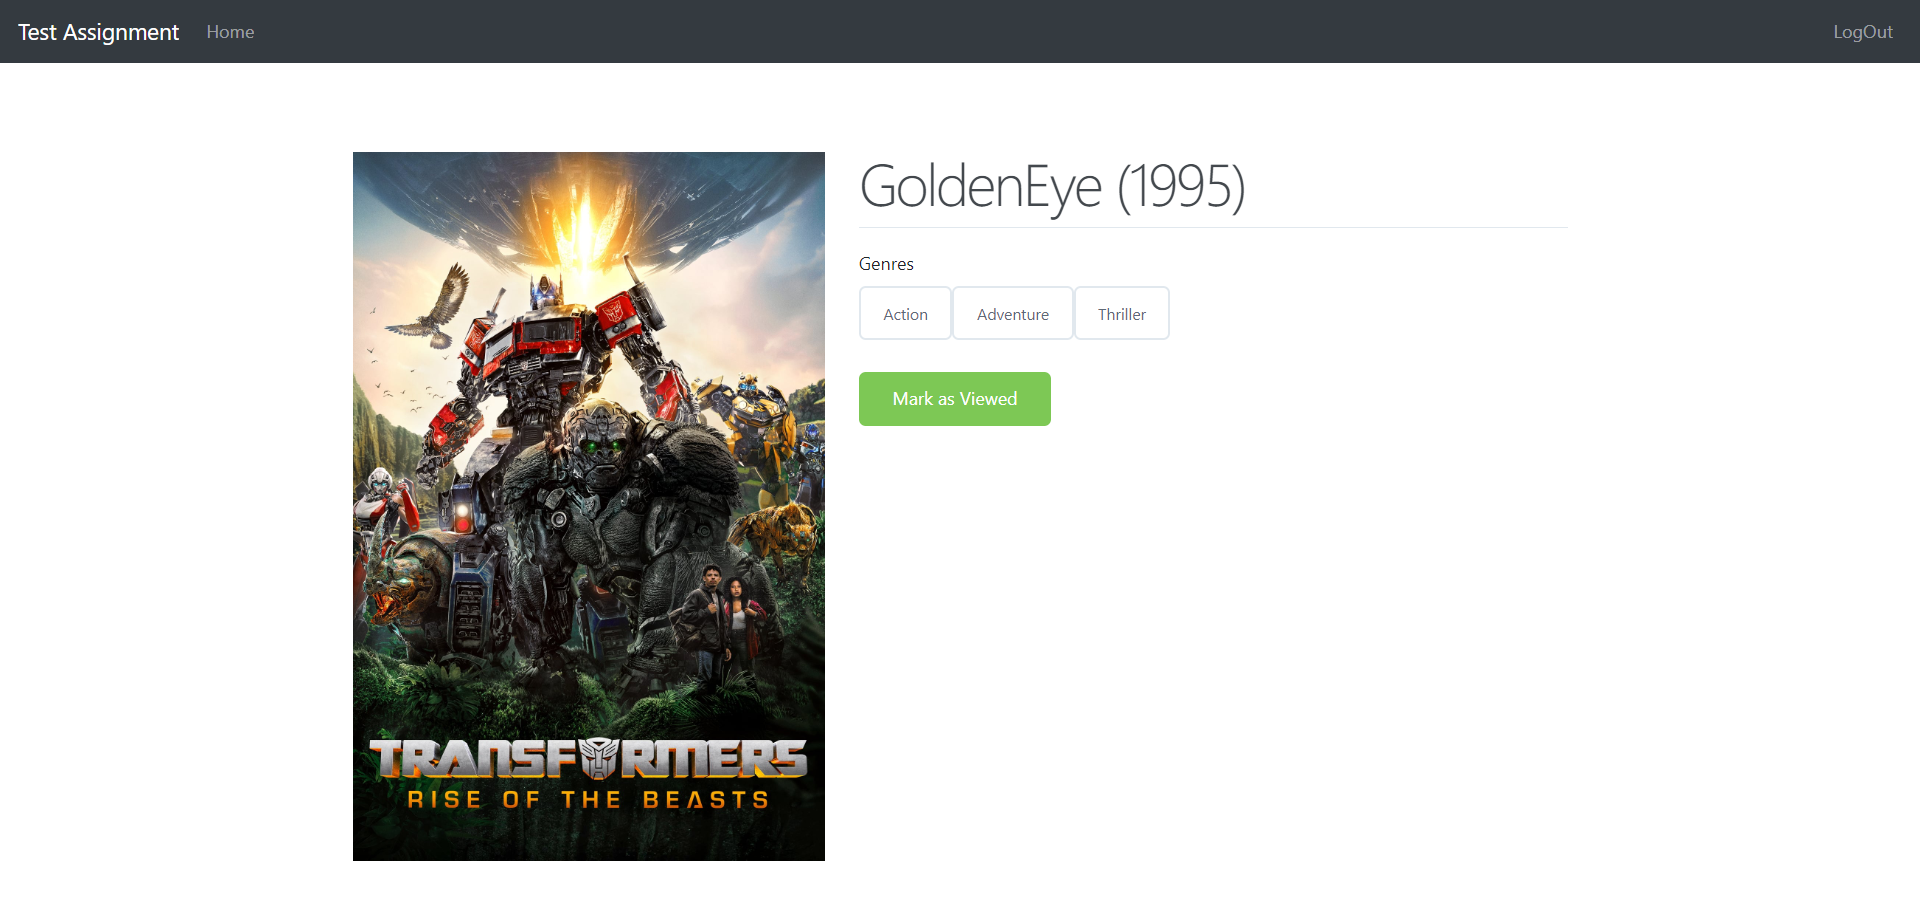 Test Assignment Home LogOut
GoldenEye (1995)
Genres
Action Adventure Thriller
Mark as Viewed
TRANSFORMERS
RISE OF THE BEASTS